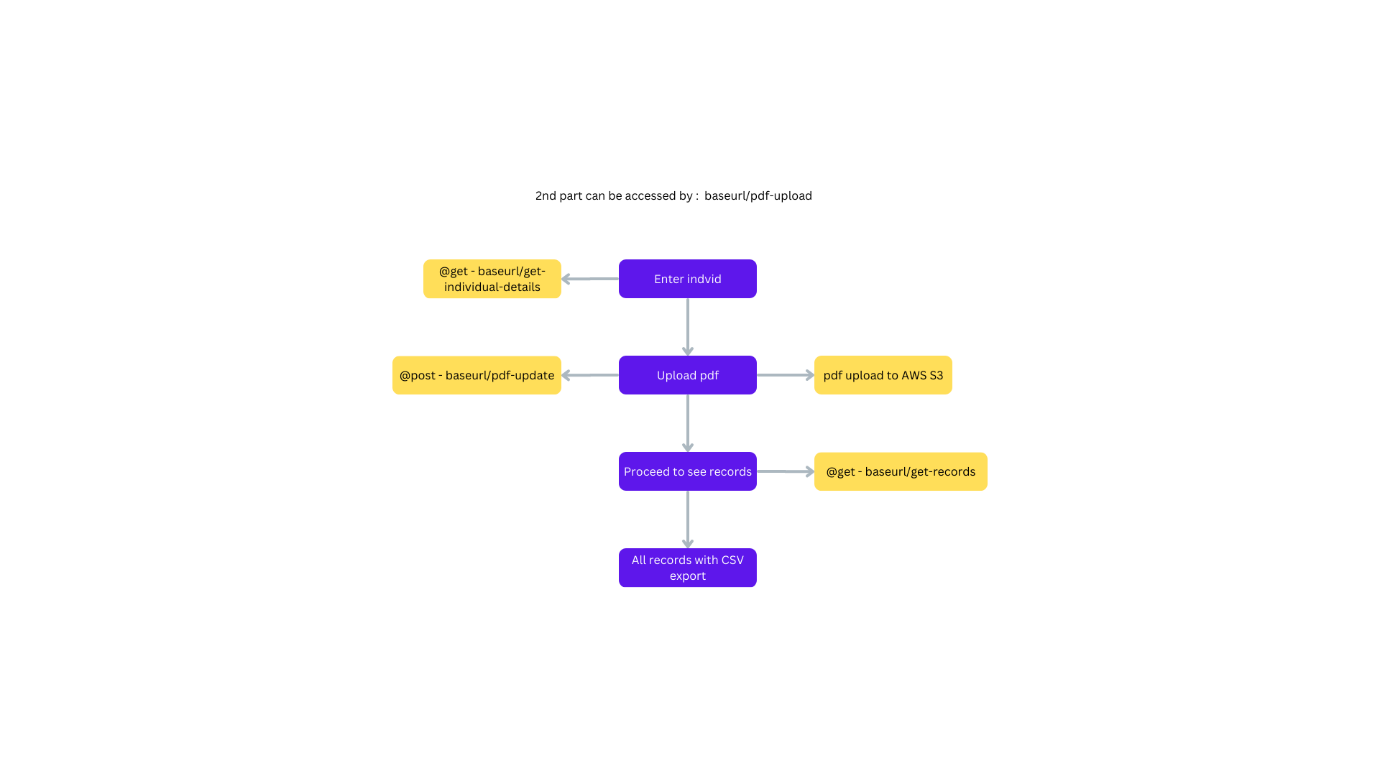 2nd part can be accessed by :  baseurl/pdf-upload
@get - baseurl/get-
individual-details
Enter indvid
@post - baseurl/pdf-update
Upload pdf
pdf upload to AWS S3
Proceed to see records
@get - baseurl/get-records
All records with CSV
export